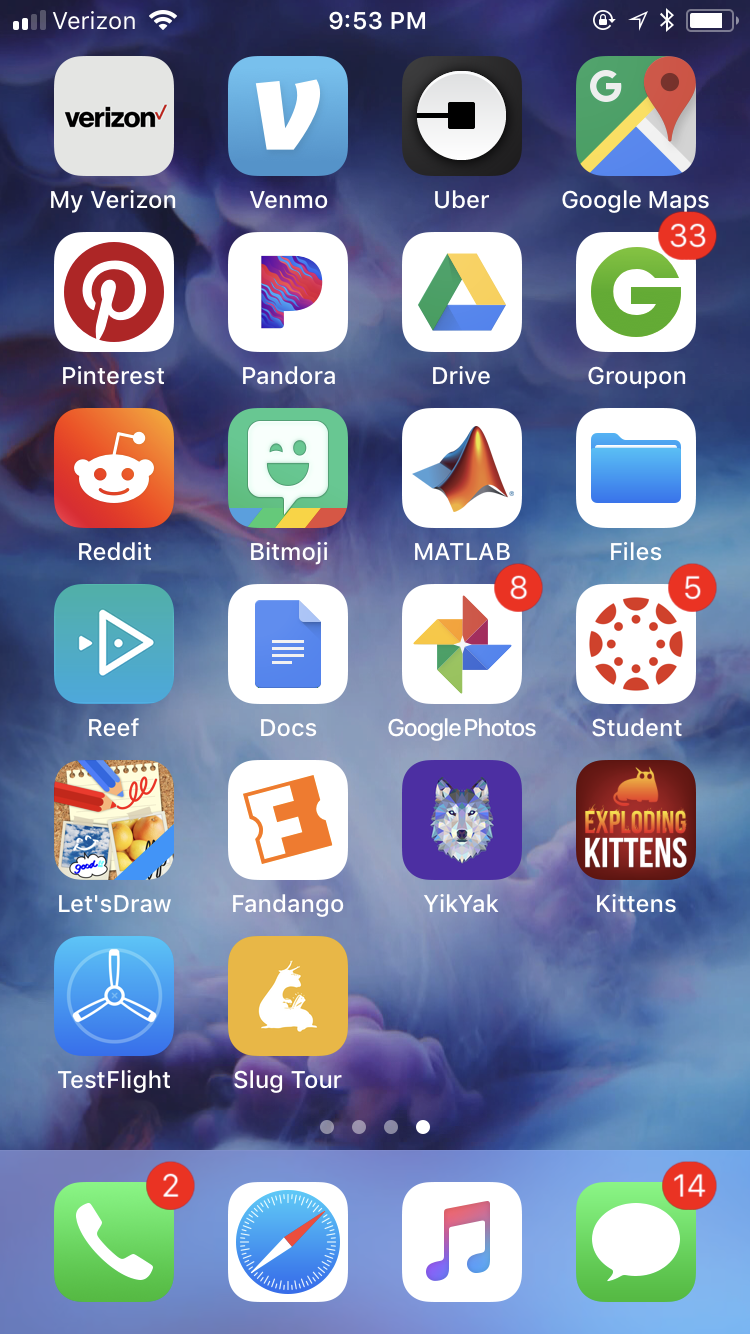 Verizon 9:53 PM
verizon
My Verizon Venmo Uber Google Maps
33
Pinterest Pandora Drive Groupon
Reddit Bitmoji MATLAB Files
8 5
Reef Docs Google Photos Student
good
EXPLODING
KITTENS
Let'sDraw Fandango YikYak Kittens
TestFlight Slug Tour
2 14